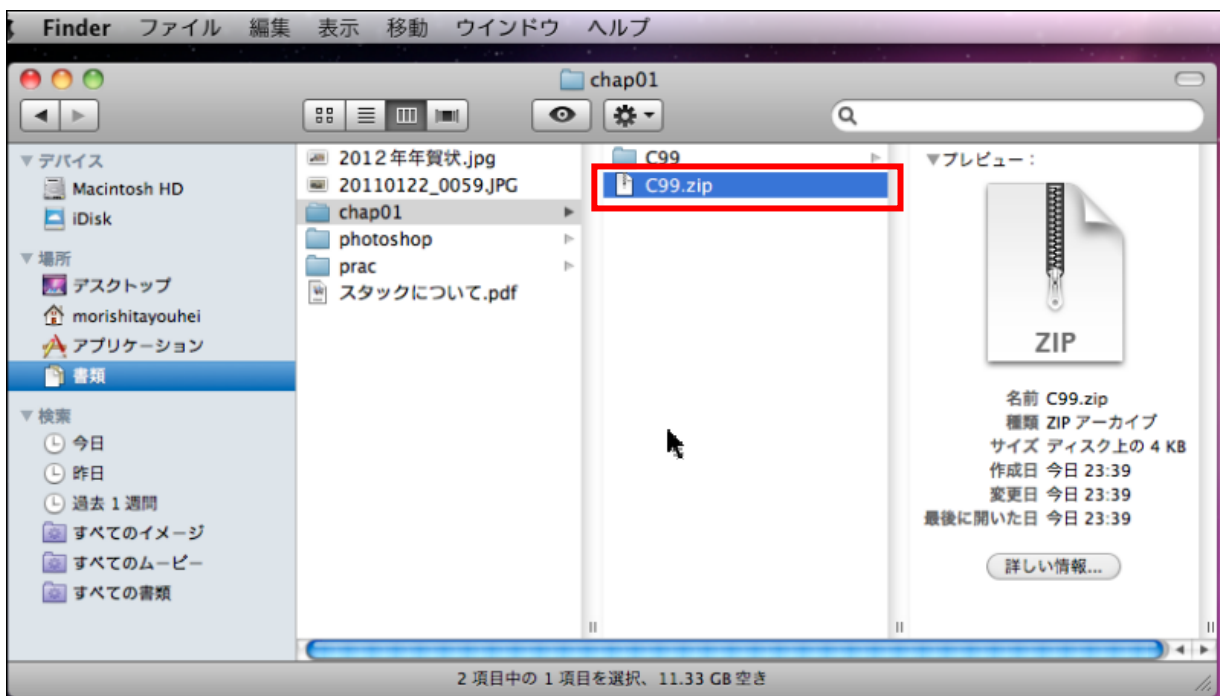 Finder ファイル 編集 表示 移動 ウインドウ ヘルプ
chap01
デバイス
Macintosh HD
iDisk
場所
デスクトップ
morishitayouhei
アプリケーション
書類
検索
今日
昨日
過去 1 週間
すべてのイメージ
すべてのムービー
すべての書類
2012年年賀状.jpg
20110122_0059.JPG
chap01
photoshop
prac
スタックについて.pdf
C99
C99.zip
プレビュー：
ZIP
名前 C99.zip
種類 ZIP アーカイブ
サイズ ディスク上の 4 KB
作成日 今日 23:39
変更日 今日 23:39
最後に開いた日 今日 23:39
詳しい情報...
2 項目中の 1 項目を選択、11.33 GB 空き